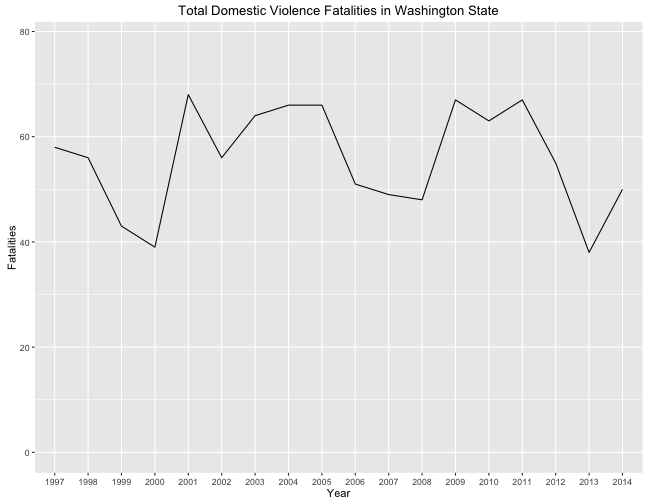 Total Domestic Violence Fatalities in Washington State
80
60
40
20
0
Fatalities
1997 1998 1999 2000 2001 2002 2003 2004 2005 2006 2007 2008 2009 2010 2011 2012 2013 2014
Year